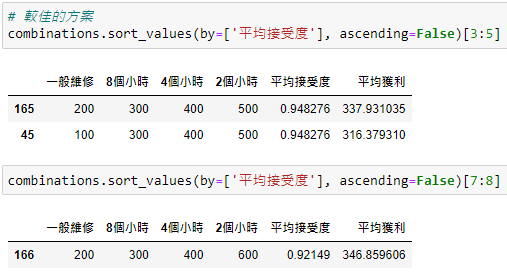 # 較佳的方案
combinations.sort_values(by=['平均接受度'], ascending=False)[3:5]
一般維修 8個小時 4個小時 2個小時 平均接受度 平均獲利
165 200 300 400 500 0.948276 337.931035
45 100 300 400 500 0.948276 316.379310
combinations.sort_values(by=['平均接受度'], ascending=False)[7:8]
一般維修 8個小時 4個小時 2個小時 平均接受度 平均獲利
166 200 300 400 600 0.92149 346.859606